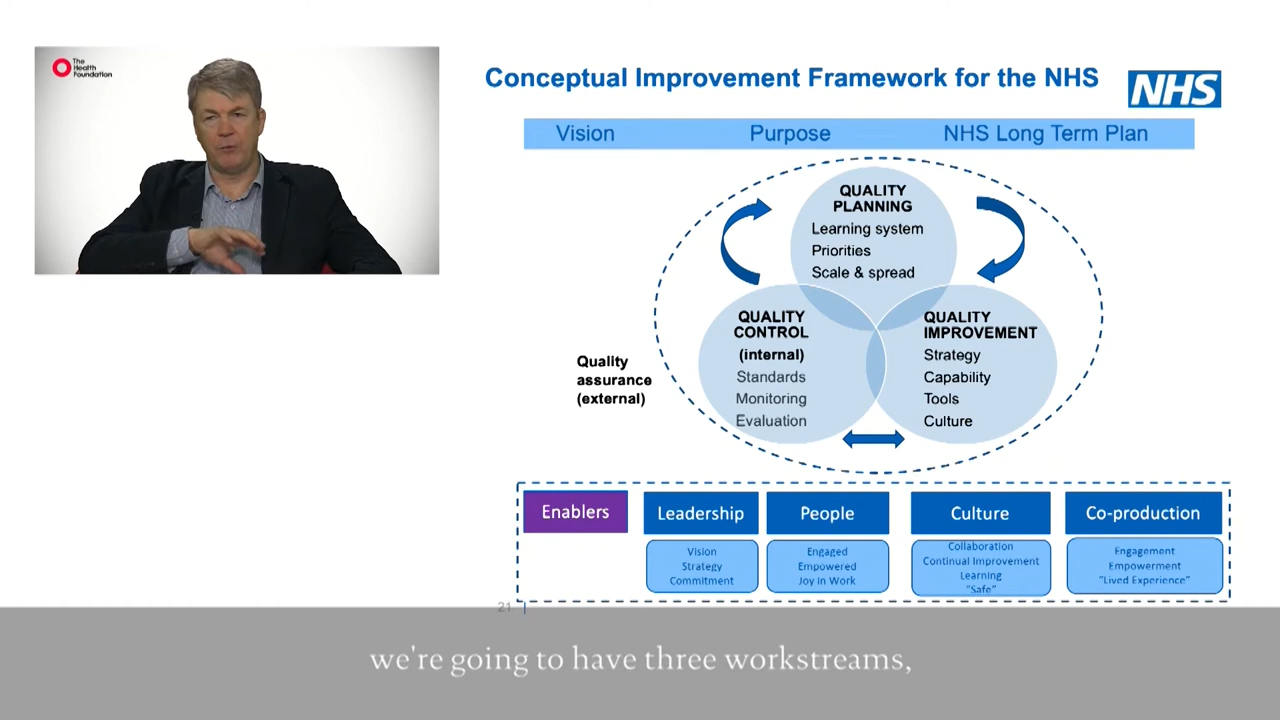 The
Health
Foundation
Conceptual Improvement Framework for the NHS
NHS
Vision
Purpose
NHS Long Term Plan
QUALITY
PLANNING
Learning system
Priorities
Scale & spread
QUALITY
CONTROL
(internal)
Standards
Monitoring
Evaluation
QUALITY
IMPROVEMENT
Strategy
Capability
Tools
Culture
Quality
assurance
(external)
Enablers
Leadership
Vision
Strategy
Commitment
People
Engaged
Empowered
Joy in Work
Culture
Collaboration
Continual Improvement
Learning
"Safe"
Co-production
Engagement
Empowerment
"Lived Experience"
21
we're going to have three workstreams,